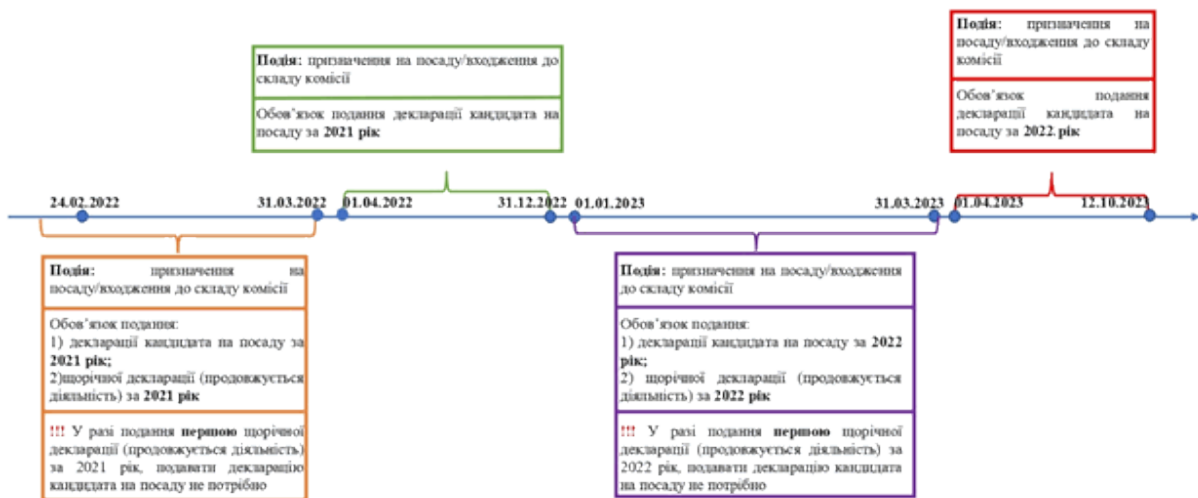 Подія: призначення на
посаду/входження до складу
комісії
Обов’язок подання
декларації кандидата на
посаду за 2022 рік
Подія: призначення на посаду/входження до
складу комісії
Обов’язок подання декларації кандидата на
посаду за 2021 рік
24.02.2022
31.03.2022
01.04.2022
31.12.2022
01.01.2023
31.03.2023
01.04.2023
12.10.2023
Подія: призначення на
посаду/входження до складу комісії
Обов’язок подання:
1) декларації кандидата на посаду за
2021 рік;
2)щорічної декларації (продовжується
діяльність) за 2021 рік
!!! У разі подання першою щорічної
декларації (продовжується діяльність)
за 2021 рік, подавати декларацію
кандидата на посаду не потрібно
Подія: призначення на посаду/входження
до складу комісії
Обов’язок подання:
1) декларації кандидата на посаду за 2022
рік;
2) щорічної декларації (продовжується
діяльність) за 2022 рік
!!! У разі подання першою щорічної
декларації (продовжується діяльність) за
2022 рік, подавати декларацію кандидата
на посаду не потрібно